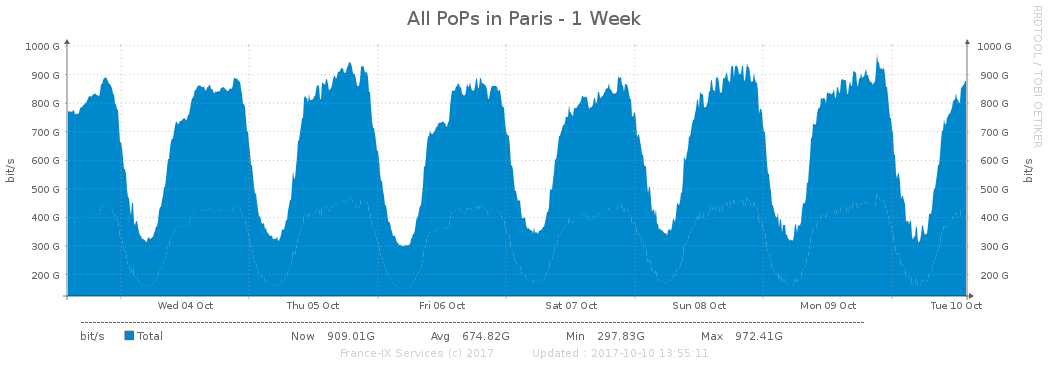 All PoPs in Paris - 1 Week
RRDTOOL / TOBI OETIKER
1000 G 1000 G
900 G 900 G
800 G 800 G
700 G 700 G
600 G 600 G
500 G 500 G
400 G 400 G
300 G 300 G
200 G 200 G
bit/s bit/s
Wed 04 Oct Thu 05 Oct Fri 06 Oct Sat 07 Oct Sun 08 Oct Mon 09 Oct Tue 10 Oct
bit/s Total Now 909.01G Avg 674.82G Min 297.83G Max 972.41G
France-IX Services (c) 2017 Updated : 2017-10-10 13:55:11